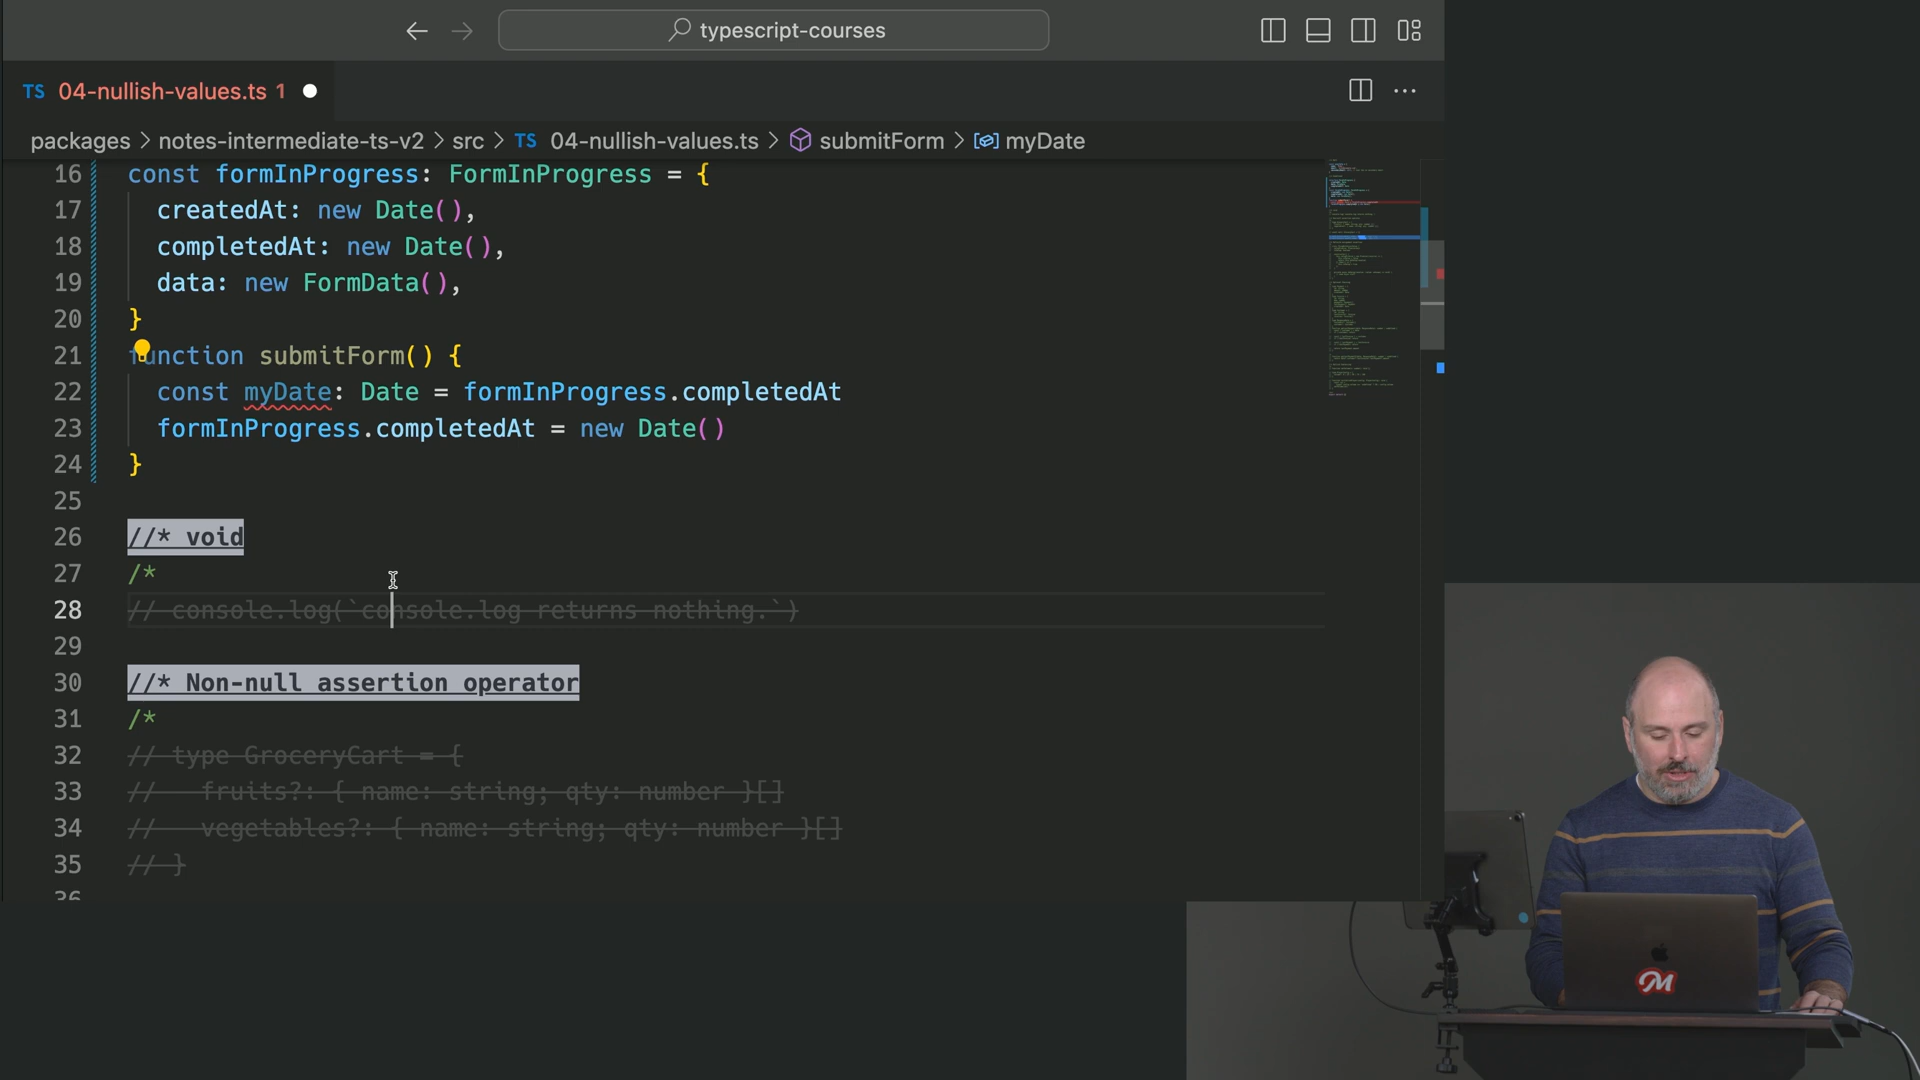 typescript-courses
TS 04-nullish-values.ts 1
packages > notes-intermediate-ts-v2 > src > TS 04-nullish-values.ts > submitForm > myDate
16 const formInProgress: FormInProgress = {
17 createdAt: new Date(),
18 completedAt: new Date(),
19 data: new FormData(),
20 }
21 function submitForm() {
22 const myDate: Date = formInProgress.completedAt
23 formInProgress.completedAt = new Date()
24 }
25
26 //* void
27 /*
28 // console.log(`console.log returns nothing.`)
29
30 //* Non-null assertion operator
31 /*
32 // type GroceryCart = {
33 // fruits?: { name: string; qty: number }[]
34 // vegetables?: { name: string; qty: number }[]
35 // }
36
M